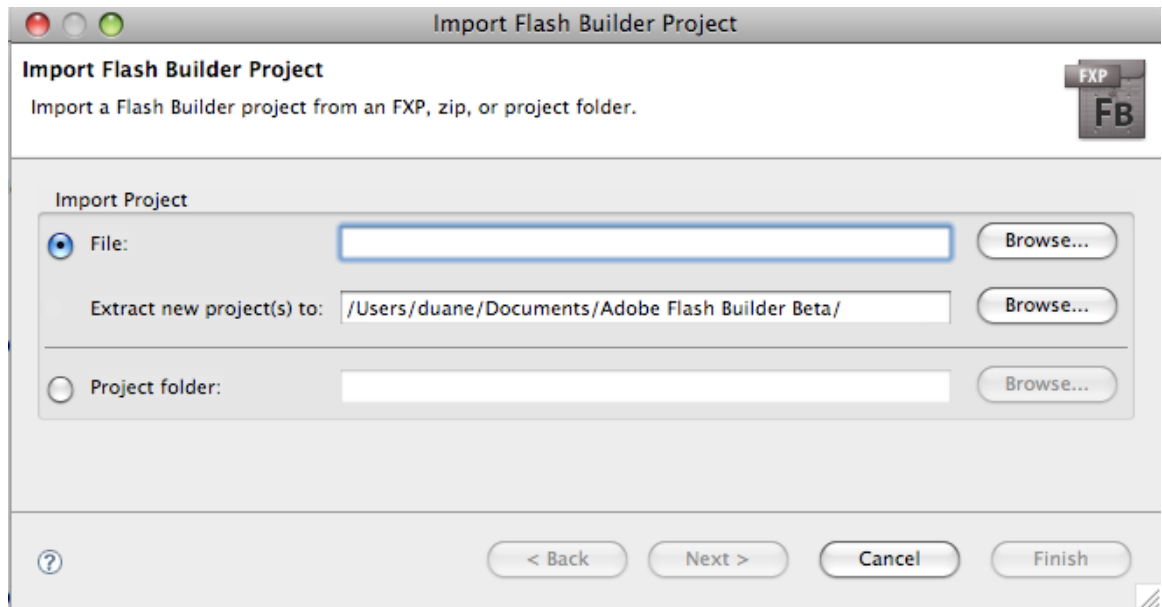 Import Flash Builder Project
Import Flash Builder Project
Import a Flash Builder project from an FXP, zip, or project folder.
FXP
FB
Import Project
File:
Browse...
Extract new project(s) to:
/Users/duane/Documents/Adobe Flash Builder Beta/
Browse...
Project folder:
Browse...
?
< Back
Next >
Cancel
Finish